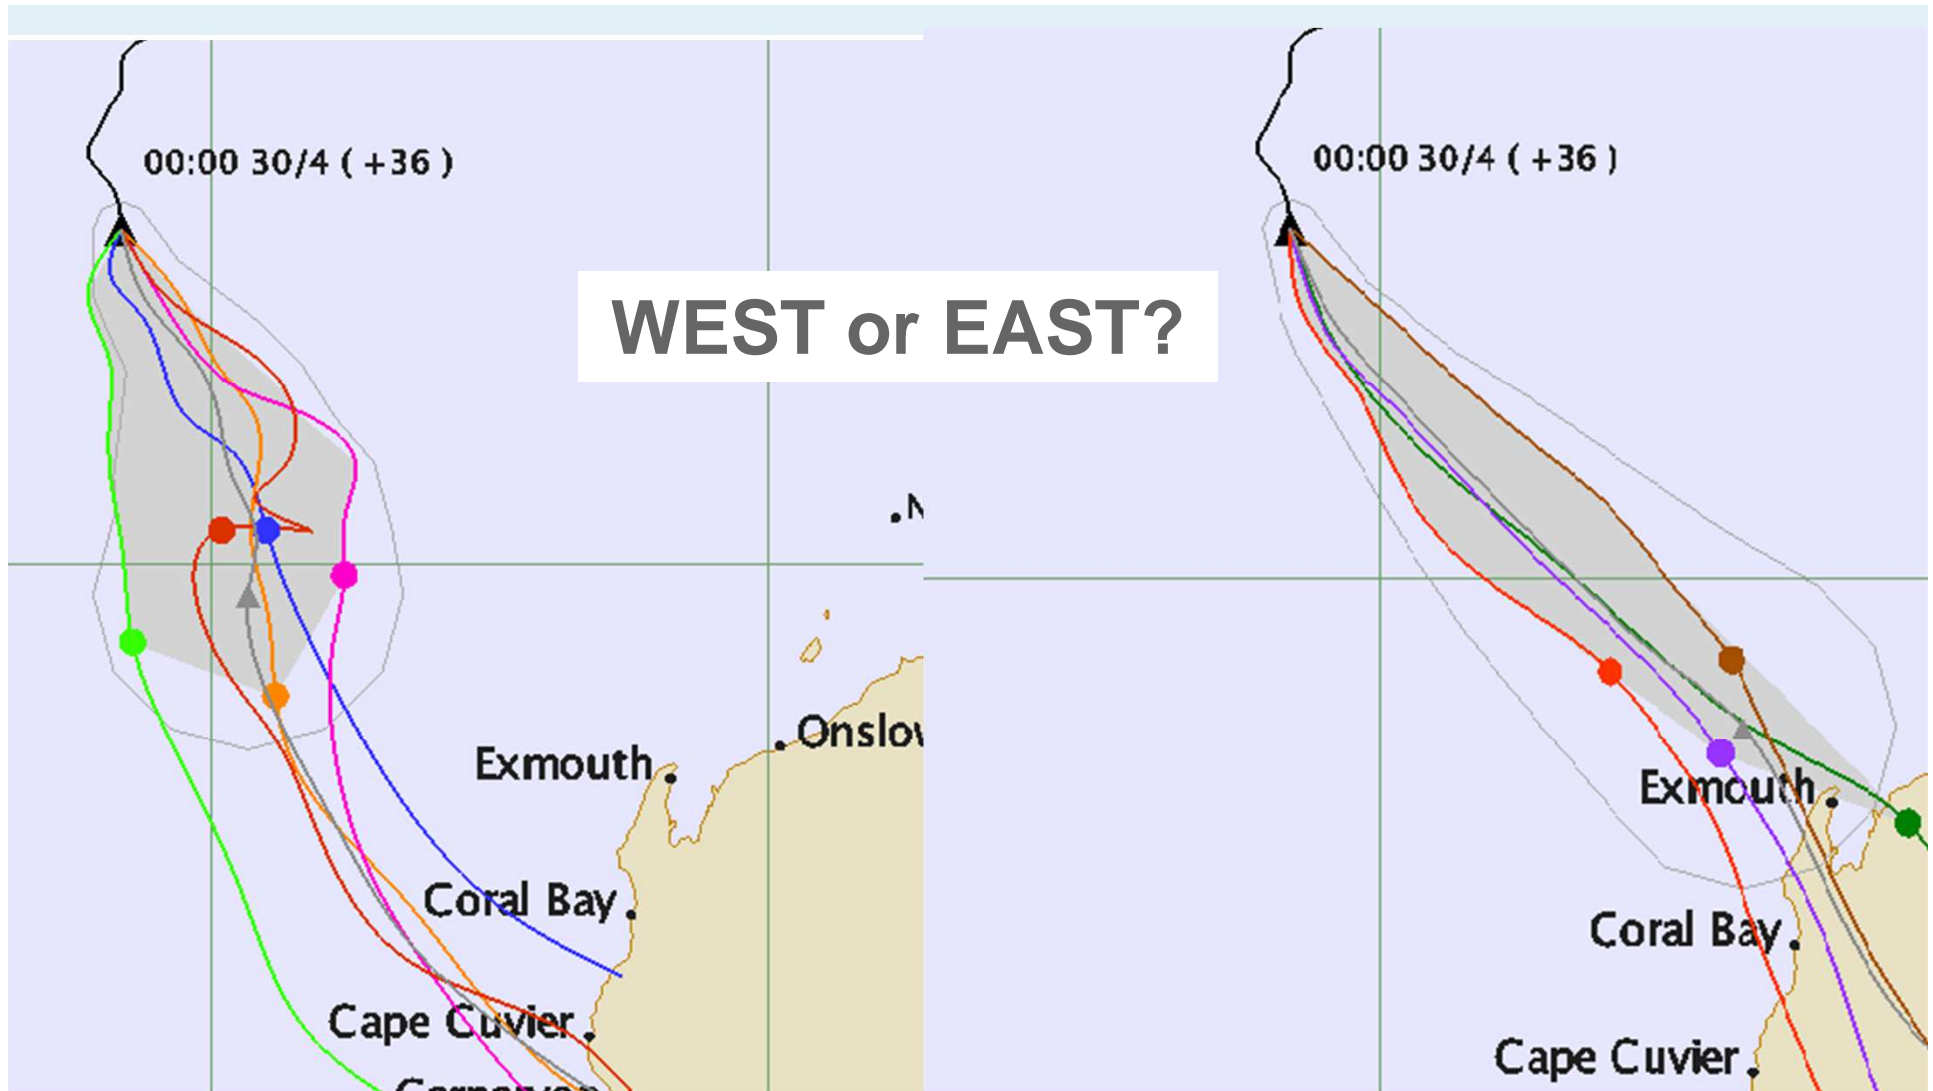 00:00 30/4 ( +36 )
00:00 30/4 ( +36 )
WEST or EAST?
N
Onslow
Exmouth
Exmouth
Coral Bay
Coral Bay
Cape Cuvier
Cape Cuvier